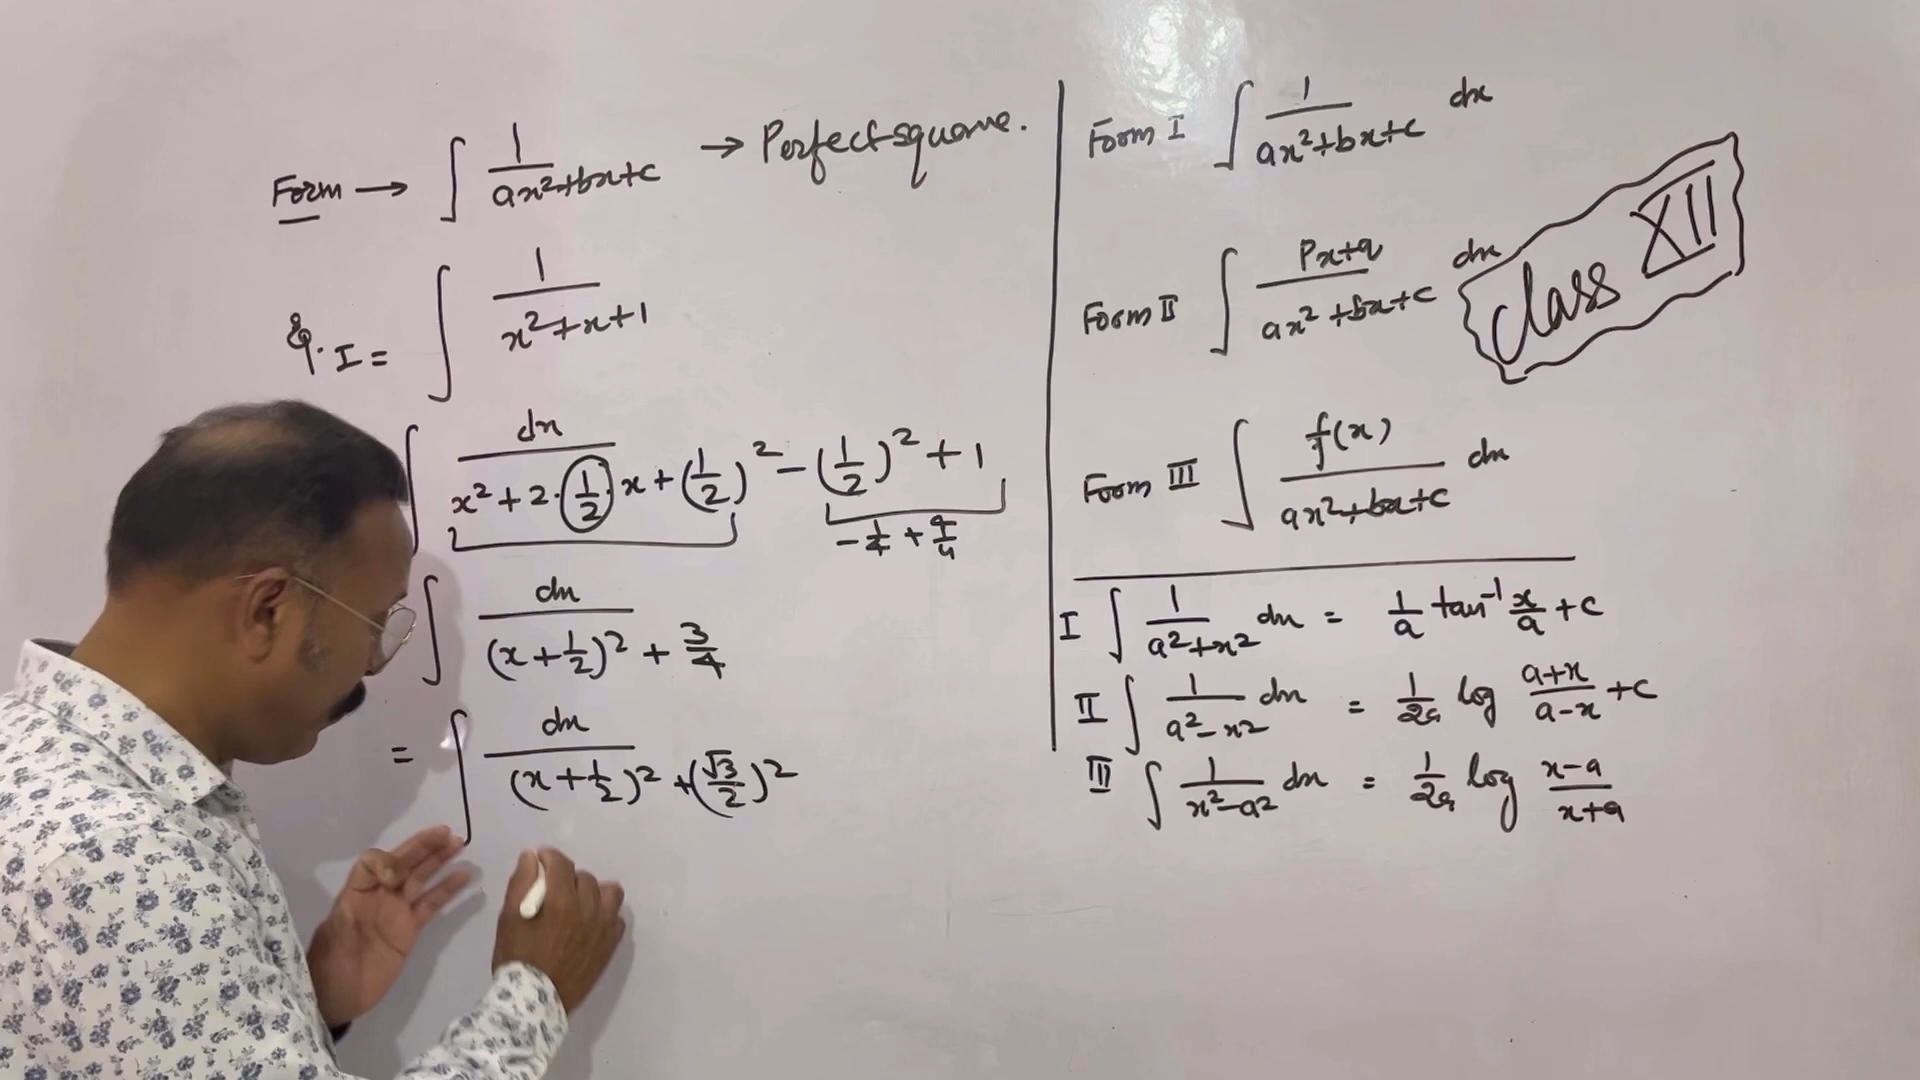 Form → ∫ 1/(ax²+bx+c) → Perfect square.
Eg. I = ∫ 1/(x²+x+1)
∫ dx/(x²+2·1/2·x+(1/2)²-(1/2)²+1)
-1/4 + 4/4
∫ dx/((x+1/2)²+3/4)
= ∫ dx/((x+1/2)²+(√3/2)²)
Form I ∫ 1/(ax²+bx+c) dx
Form II ∫ (Px+q)/(ax²+bx+c) dx
Class XII
Form III ∫ f(x)/(ax²+bx+c) dx
I ∫ 1/(a²+x²) dx = 1/a tan⁻¹ x/a + c
II ∫ 1/(a²-x²) dx = 1/2a log (a+x)/(a-x) + c
III ∫ 1/(x²-a²) dx = 1/2a log (x-a)/(x+a)